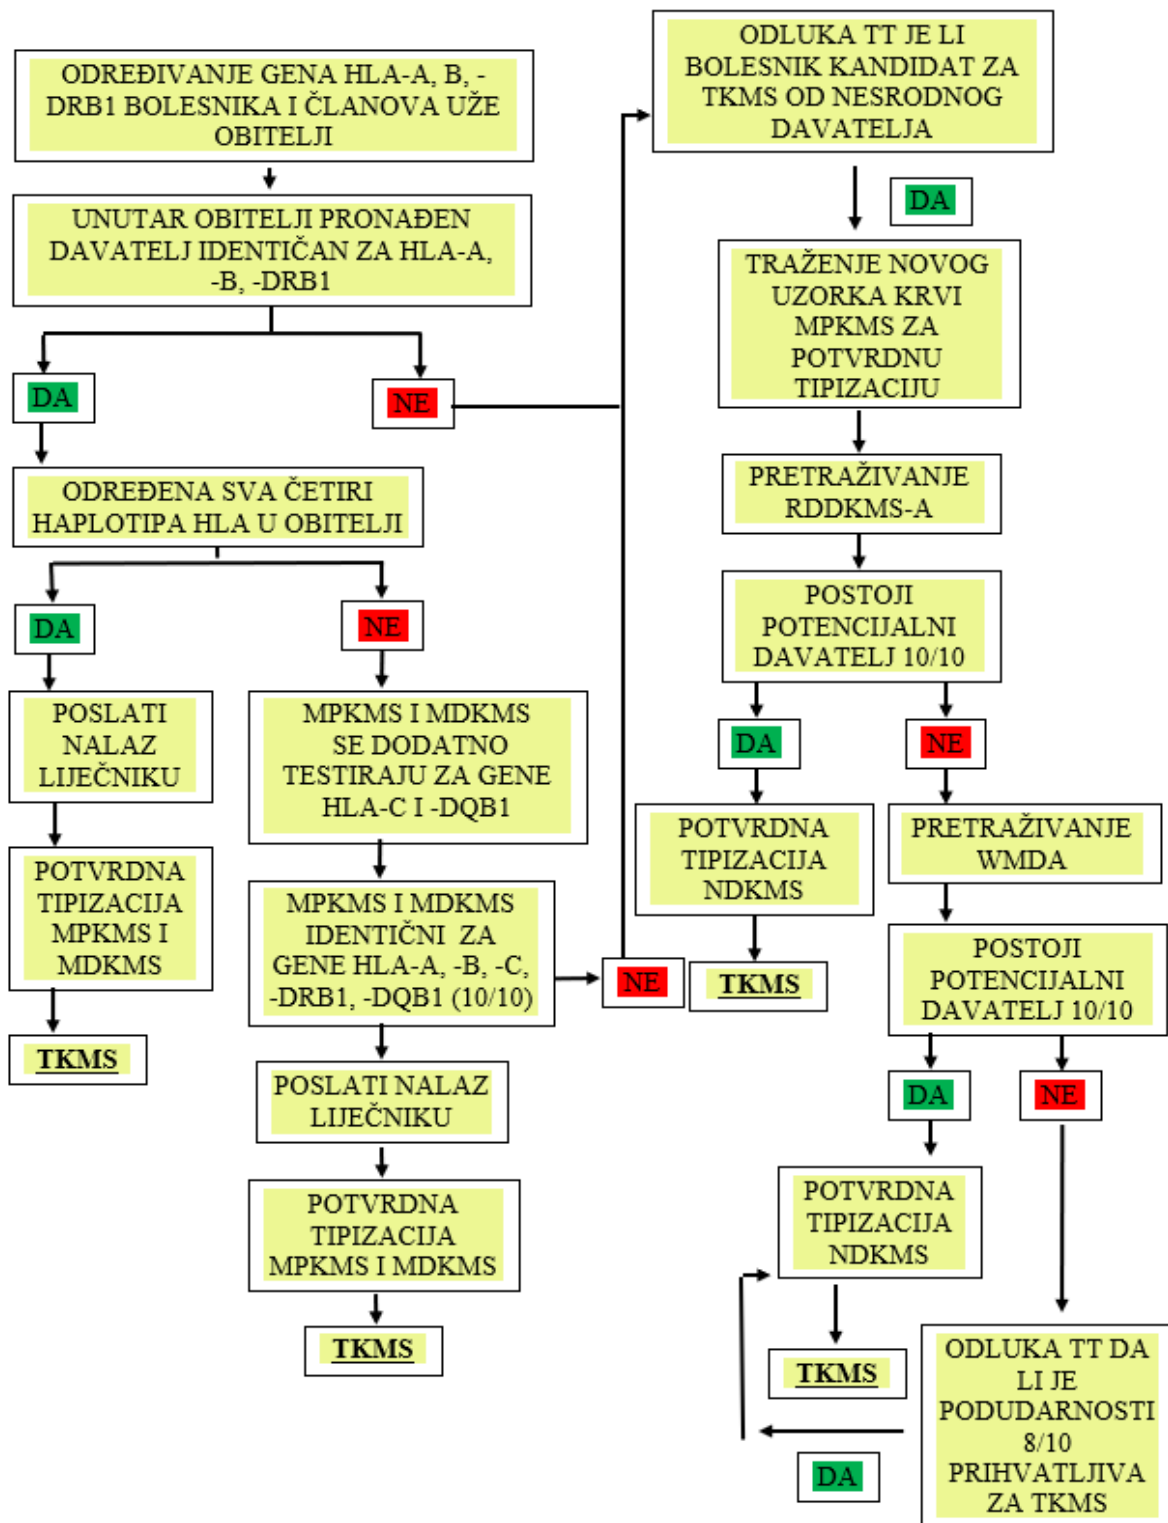 ODREĐIVANJE GENA HLA-A, B, -
DRB1 BOLESNIKA I ČLANOVA UŽE
OBITELJI
UNUTAR OBITELJI PRONAĐEN
DAVATELJ IDENTIČAN ZA HLA-A,
-B, -DRB1
DA
NE
ODREĐENA SVA ČETIRI
HAPLOTIPA HLA U OBITELJI
DA
NE
POSLATI
NALAZ
LIJEČNIKU
POTVRDNA
TIPIZACIJA
MPKMS I
MDKMS
TKMS
MPKMS I MDKMS
SE DODATNO
TESTIRAJU ZA GENE
HLA-C I -DQB1
MPKMS I MDKMS
IDENTIČNI ZA
GENE HLA-A, -B, -C,
-DRB1, -DQB1 (10/10)
NE
POSLATI NALAZ
LIJEČNIKU
POTVRDNA
TIPIZACIJA
MPKMS I MDKMS
TKMS
ODLUKA TT JE LI
BOLESNIK KANDIDAT ZA
TKMS OD NESRODNOG
DAVATELJA
DA
TRAŽENJE NOVOG
UZORKA KRVI
MPKMS ZA
POTVRDNU
TIPIZACIJU
PRETRAŽIVANJE
RDDKMS-A
POSTOJI
POTENCIJALNI
DAVATELJ 10/10
DA
NE
POTVRDNA
TIPIZACIJA
NDKMS
TKMS
PRETRAŽIVANJE
WMDA
POSTOJI
POTENCIJALNI
DAVATELJ 10/10
DA
NE
POTVRDNA
TIPIZACIJA
NDKMS
TKMS
ODLUKA TT DA
LI JE
PODUDARNOSTI
8/10
PRIHVATLJIVA
ZA TKMS
DA